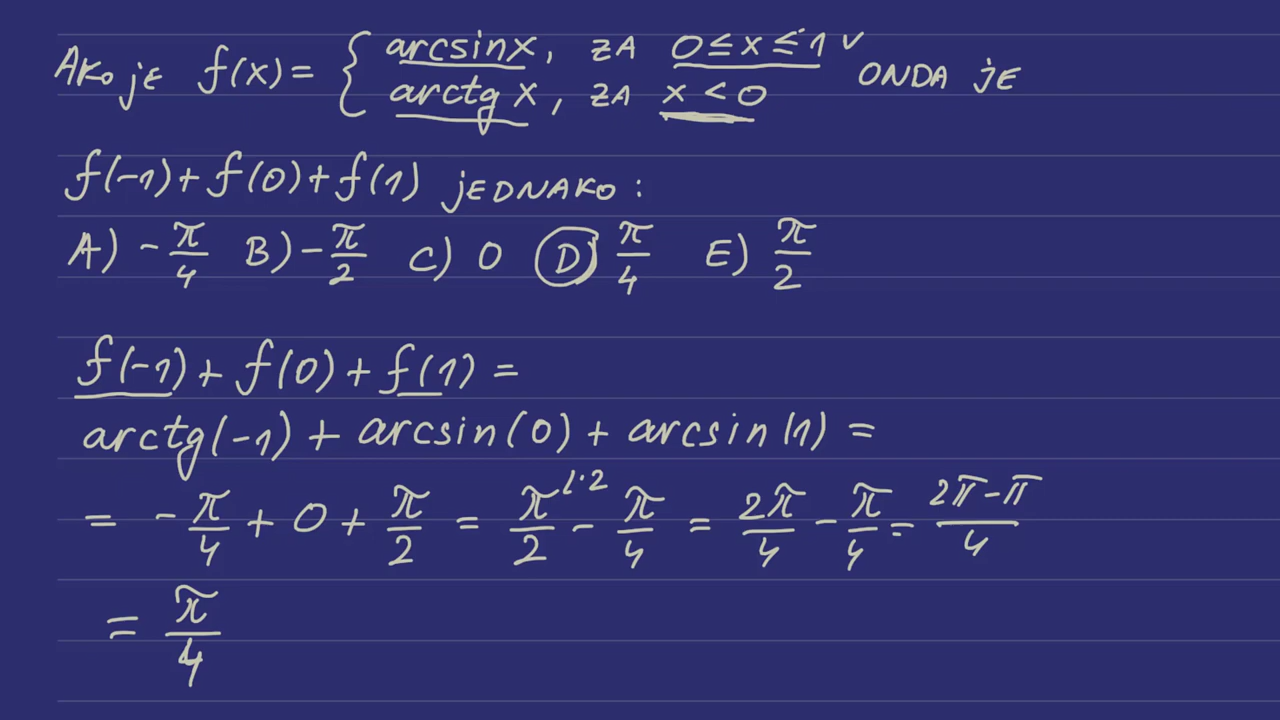 Ako je f(x) = { arcsinx, za 0 ≤ x ≤ 1 ✓ onda je
arctg x, za x < 0
f(-1) + f(0) + f(1) jednako :
A) -π/4 B) -π/2 C) 0 D) π/4 E) π/2
f(-1) + f(0) + f(1) =
arctg(-1) + arcsin(0) + arcsin(1) =
= -π/4 + 0 + π/2 = π/2 /·2 - π/4 = 2π/4 - π/4 = (2π-π)/4
= π/4